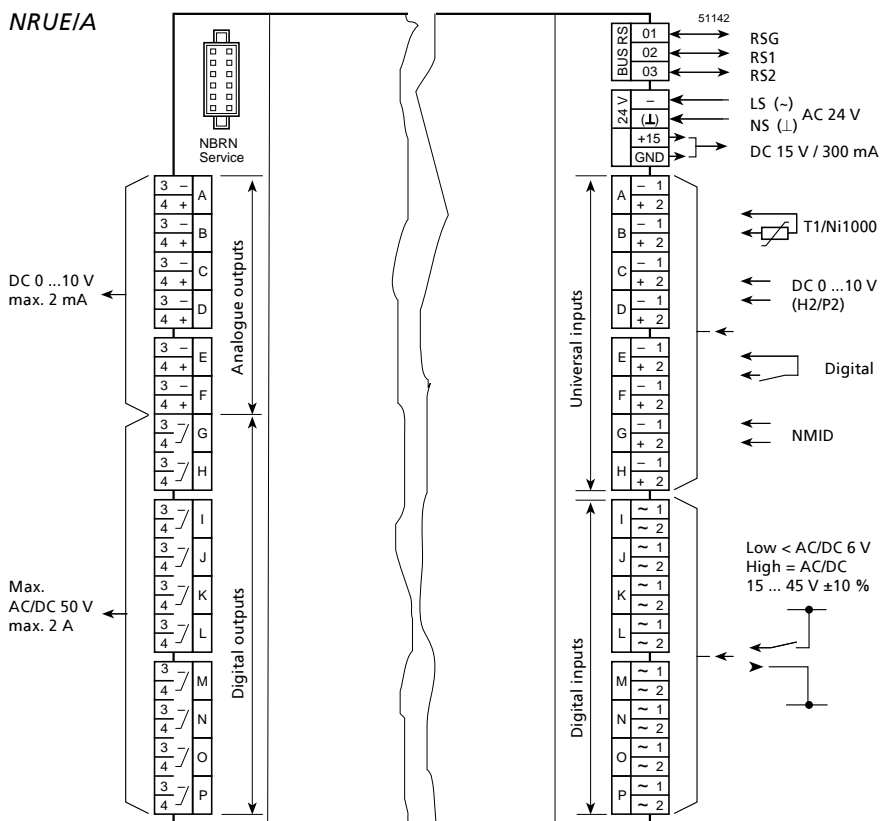 NRUE/A
51142
NBRN
Service
BUS RS
01
02
03
RSG
RS1
RS2
24 V
–
(⊥)
+15
GND
LS (~)
NS (⊥)
AC 24 V
DC 15 V / 300 mA
3 –
4 +
A
3 –
4 +
B
3 –
4 +
C
3 –
4 +
D
3 –
4 +
E
3 –
4 +
F
3
4
G
3
4
H
3
4
I
3
4
J
3
4
K
3
4
L
3
4
M
3
4
N
3
4
O
3
4
P
DC 0 ...10 V
max. 2 mA
Max.
AC/DC 50 V
max. 2 A
Analogue outputs
Digital outputs
Universal inputs
Digital inputs
A
– 1
+ 2
B
– 1
+ 2
C
– 1
+ 2
D
– 1
+ 2
E
– 1
+ 2
F
– 1
+ 2
G
– 1
+ 2
H
– 1
+ 2
I
~ 1
~ 2
J
~ 1
~ 2
K
~ 1
~ 2
L
~ 1
~ 2
M
~ 1
~ 2
N
~ 1
~ 2
O
~ 1
~ 2
P
~ 1
~ 2
T1/Ni1000
DC 0 ...10 V
(H2/P2)
Digital
NMID
Low < AC/DC 6 V
High = AC/DC
15 ... 45 V ±10 %